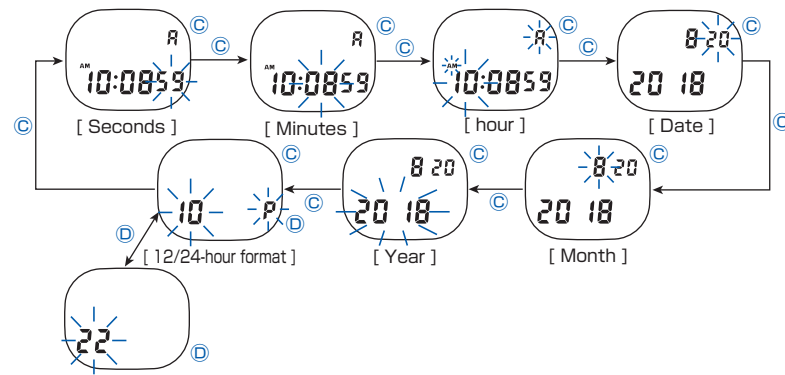 A Ⓒ
Ⓒ
AM
10:08 59
[ Seconds ]
A Ⓒ
Ⓒ
AM
10:08 59
[ Minutes ]
A Ⓒ
Ⓒ
AM
10:08 59
[ hour ]
8-20 Ⓒ
20 18
[ Date ]
Ⓒ
Ⓒ
Ⓒ
10 P
Ⓓ
Ⓓ
[ 12/24-hour format ]
Ⓒ
8 20 Ⓒ
20 18
[ Year ]
Ⓒ
8-20 Ⓒ
20 18
[ Month ]
22
Ⓓ